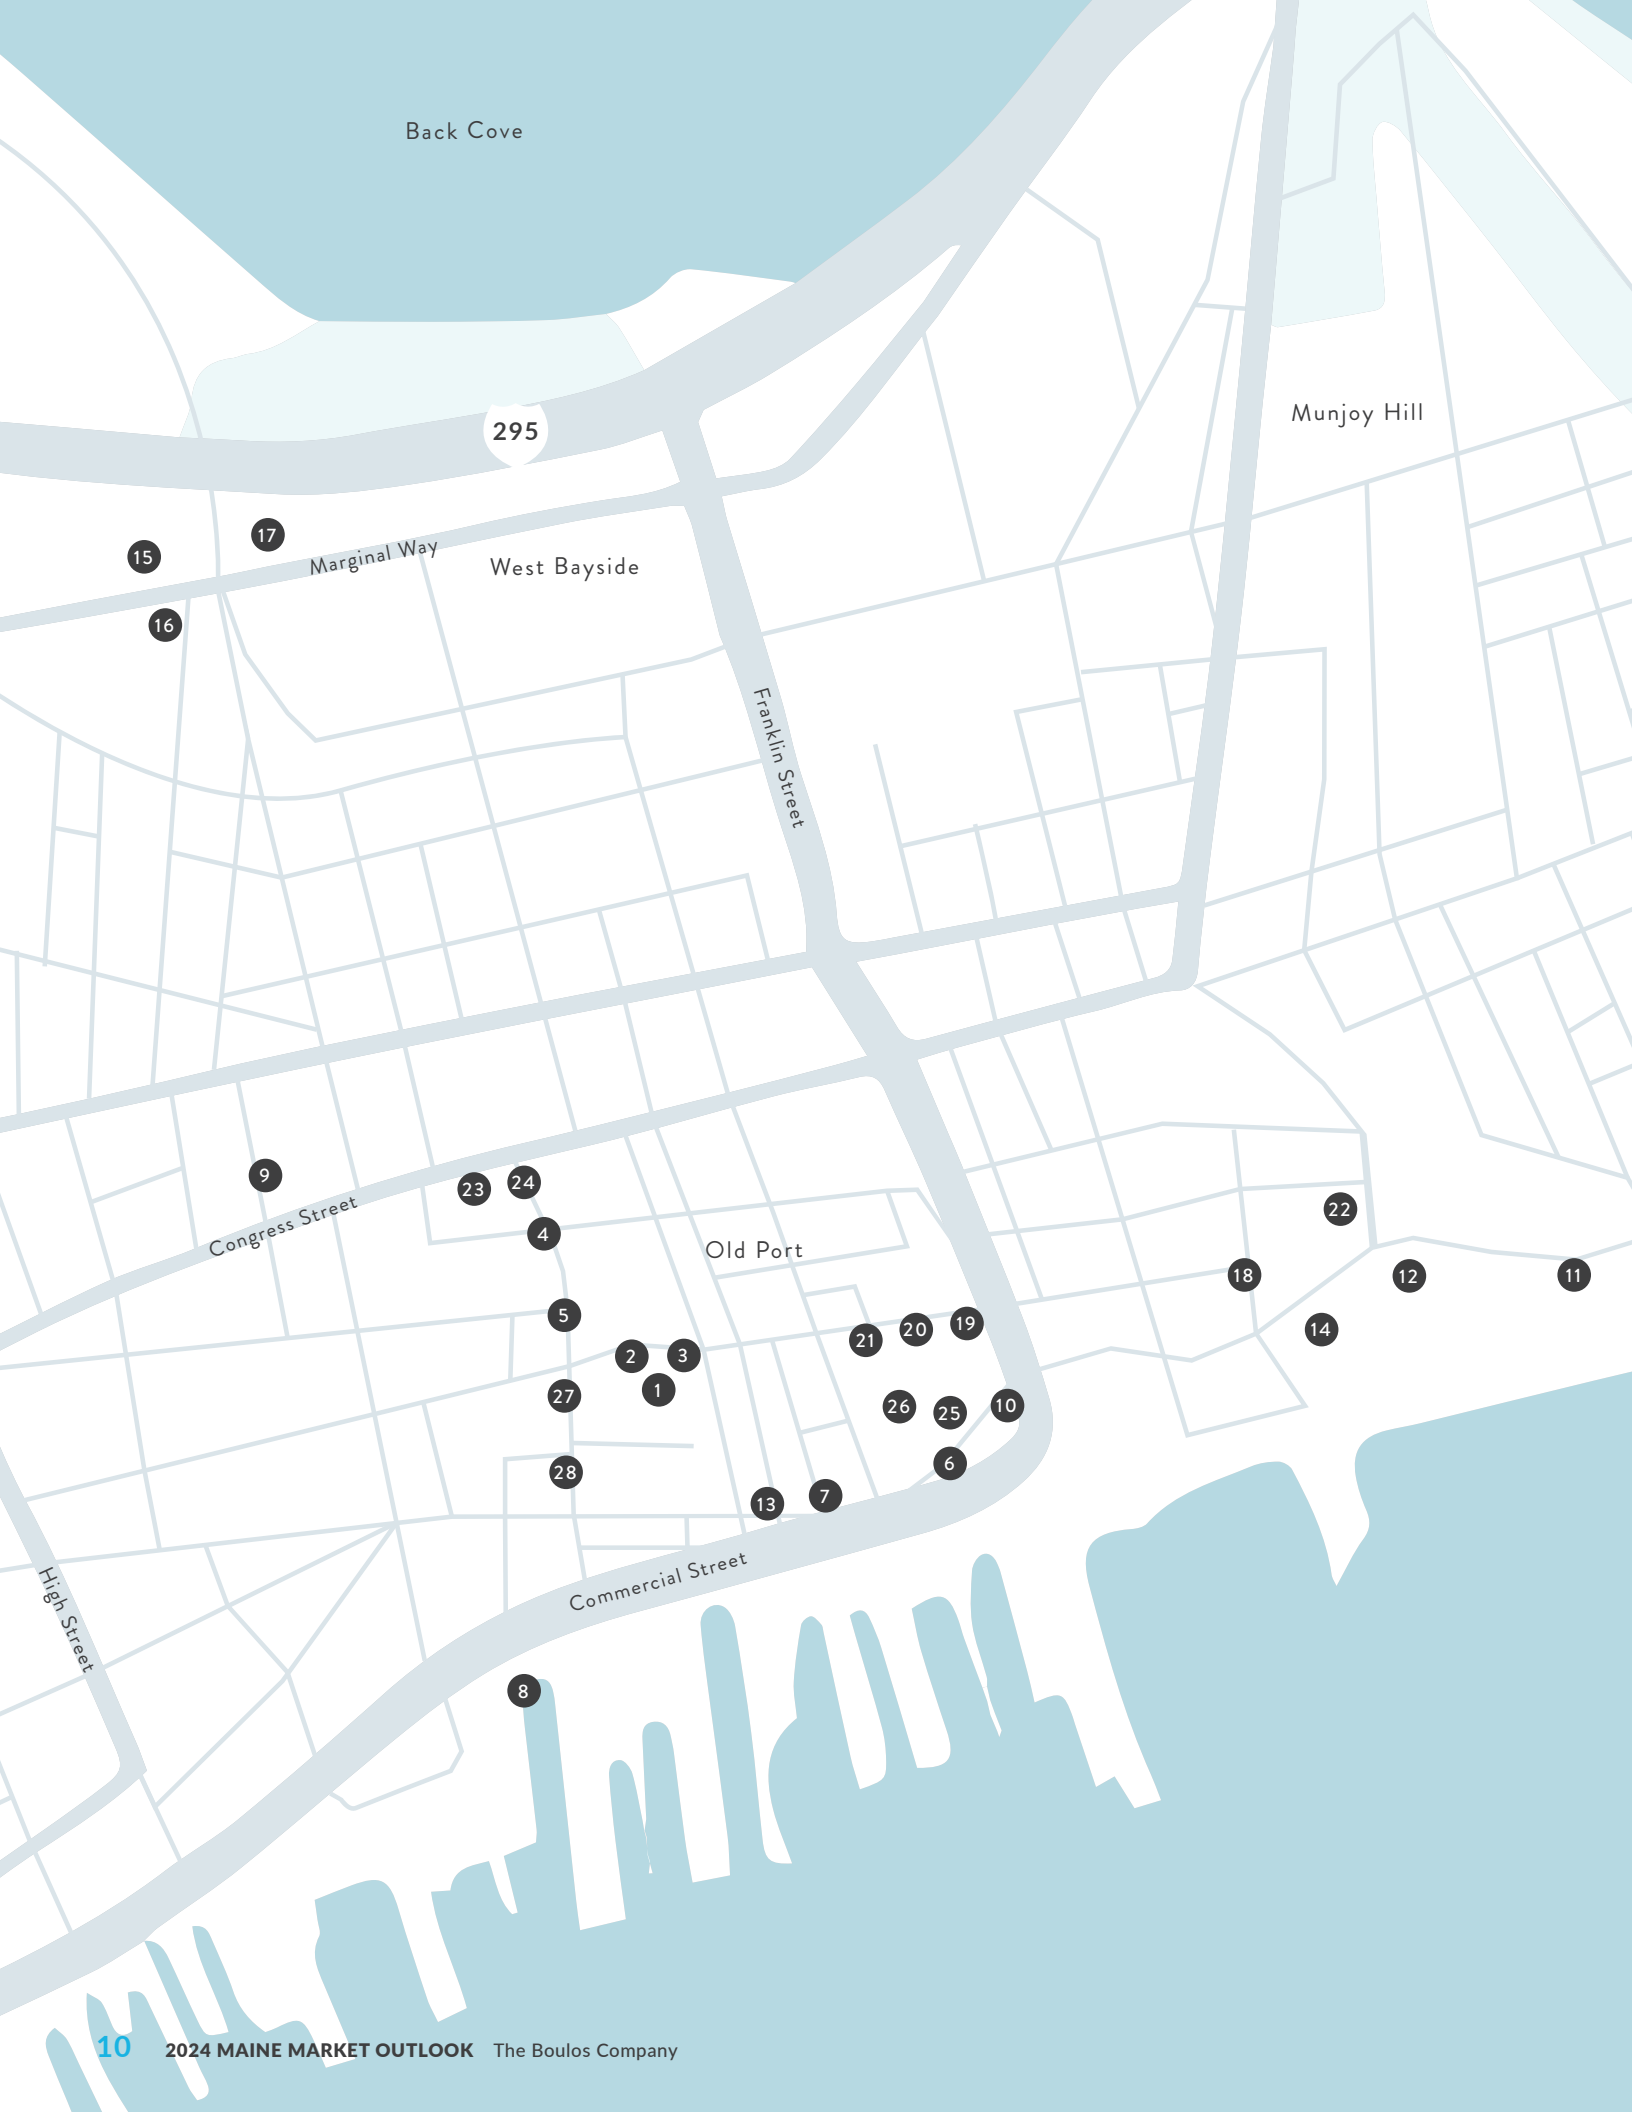 Back Cove
Munjoy Hill
295
17
15
Marginal Way
West Bayside
16
Franklin Street
9
23
24
Congress Street
4
Old Port
22
18
12
11
5
21
20
19
14
2
3
1
27
26
25
10
6
28
13
7
Commercial Street
High Street
8
10 2024 MAINE MARKET OUTLOOK The Boulos Company